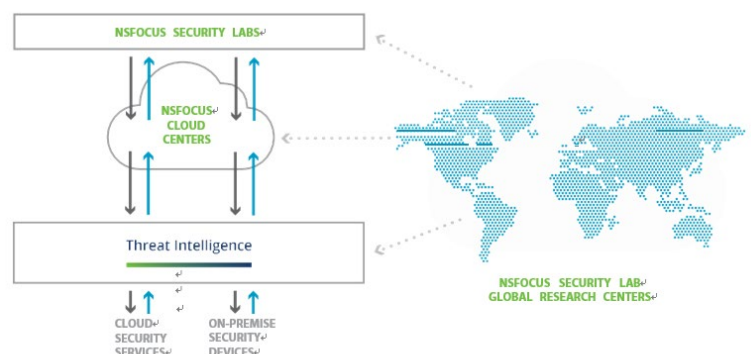 NSFOCUS SECURITY LABS
NSFOCUS
CLOUD
CENTERS
Threat Intelligence
CLOUD
SECURITY
SERVICES
ON-PREMISE
SECURITY
DEVICES
NSFOCUS SECURITY LAB
GLOBAL RESEARCH CENTERS